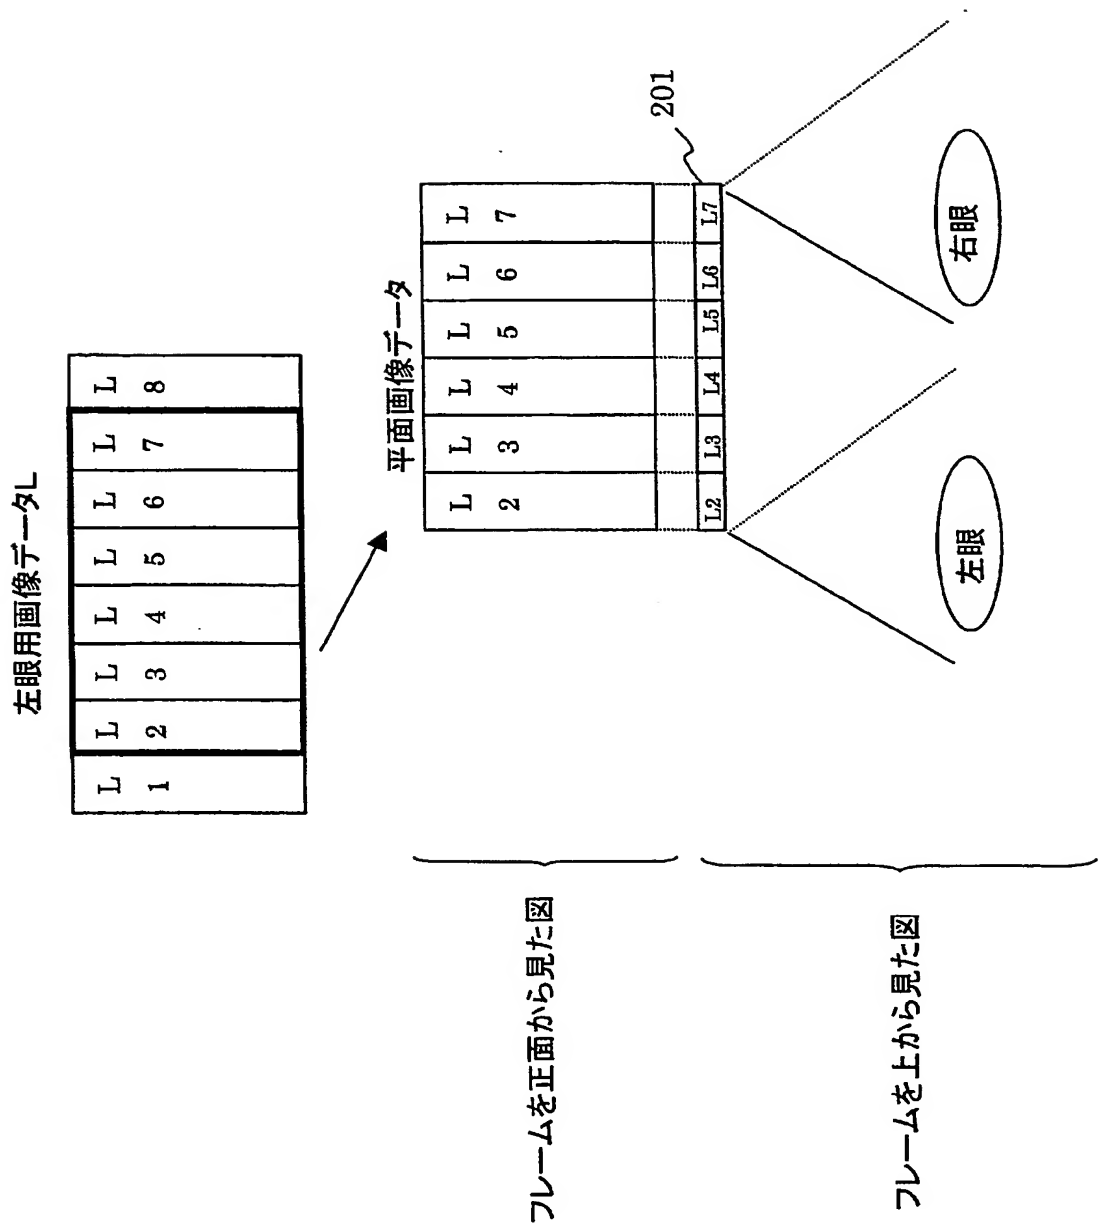 左眼用画像データL
L L L L L L L L
1 2 3 4 5 6 7 8
平面画像データ
L L L L L L
2 3 4 5 6 7
フレームを正面から見た図
201
L2 L3 L4 L5 L6 L7
フレームを上から見た図
左眼 右眼